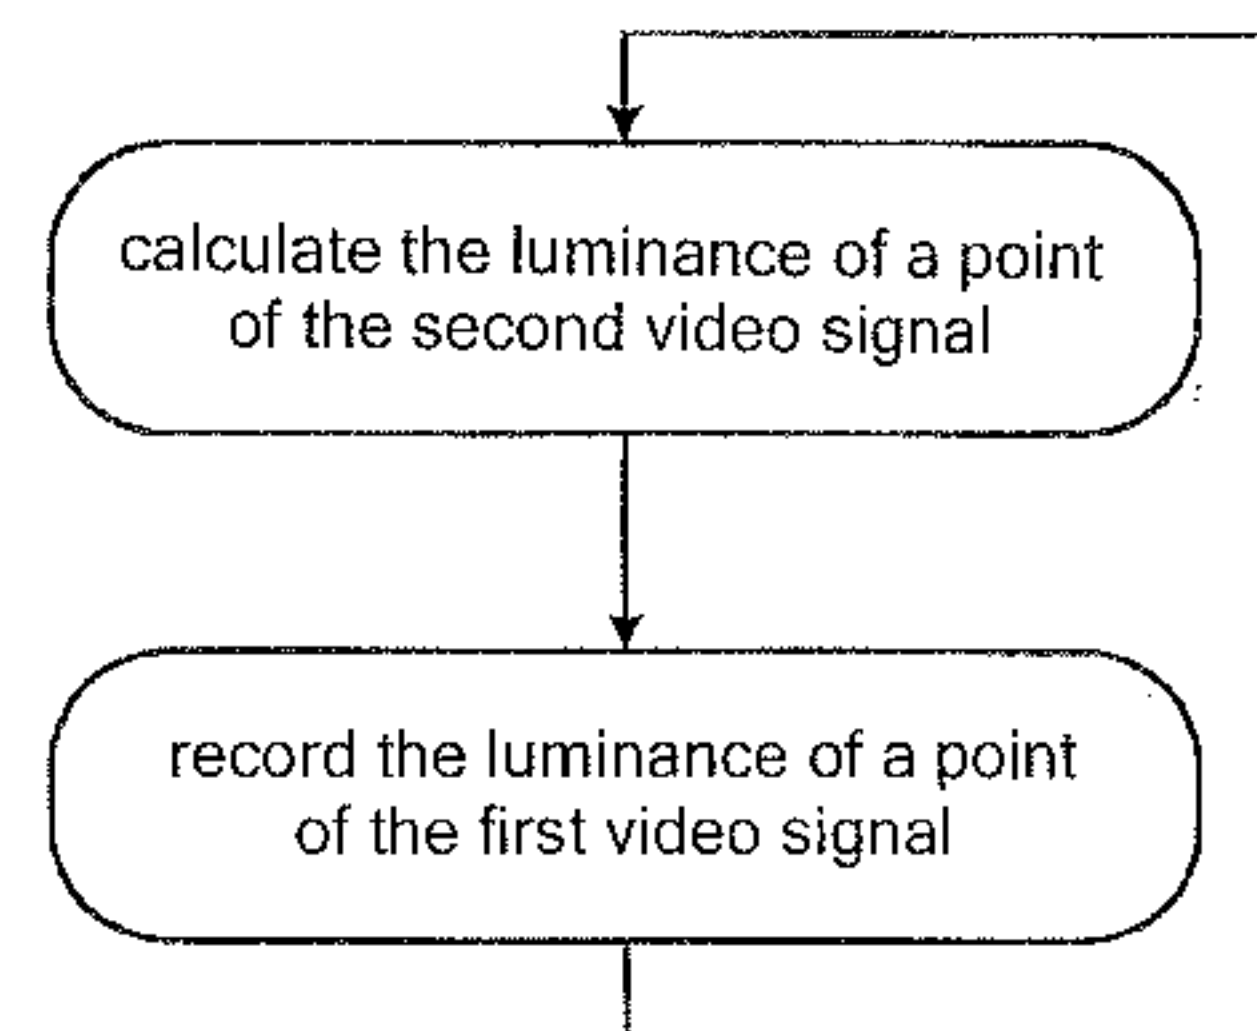 calculate the luminance of a point
of the second video signal
record the luminance of a point
of the first video signal